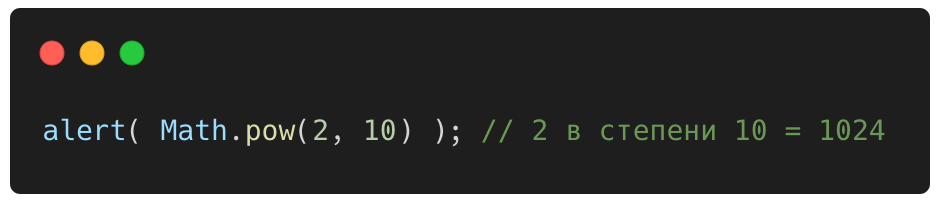 alert( Math.pow(2, 10) ); // 2 в степени 10 = 1024